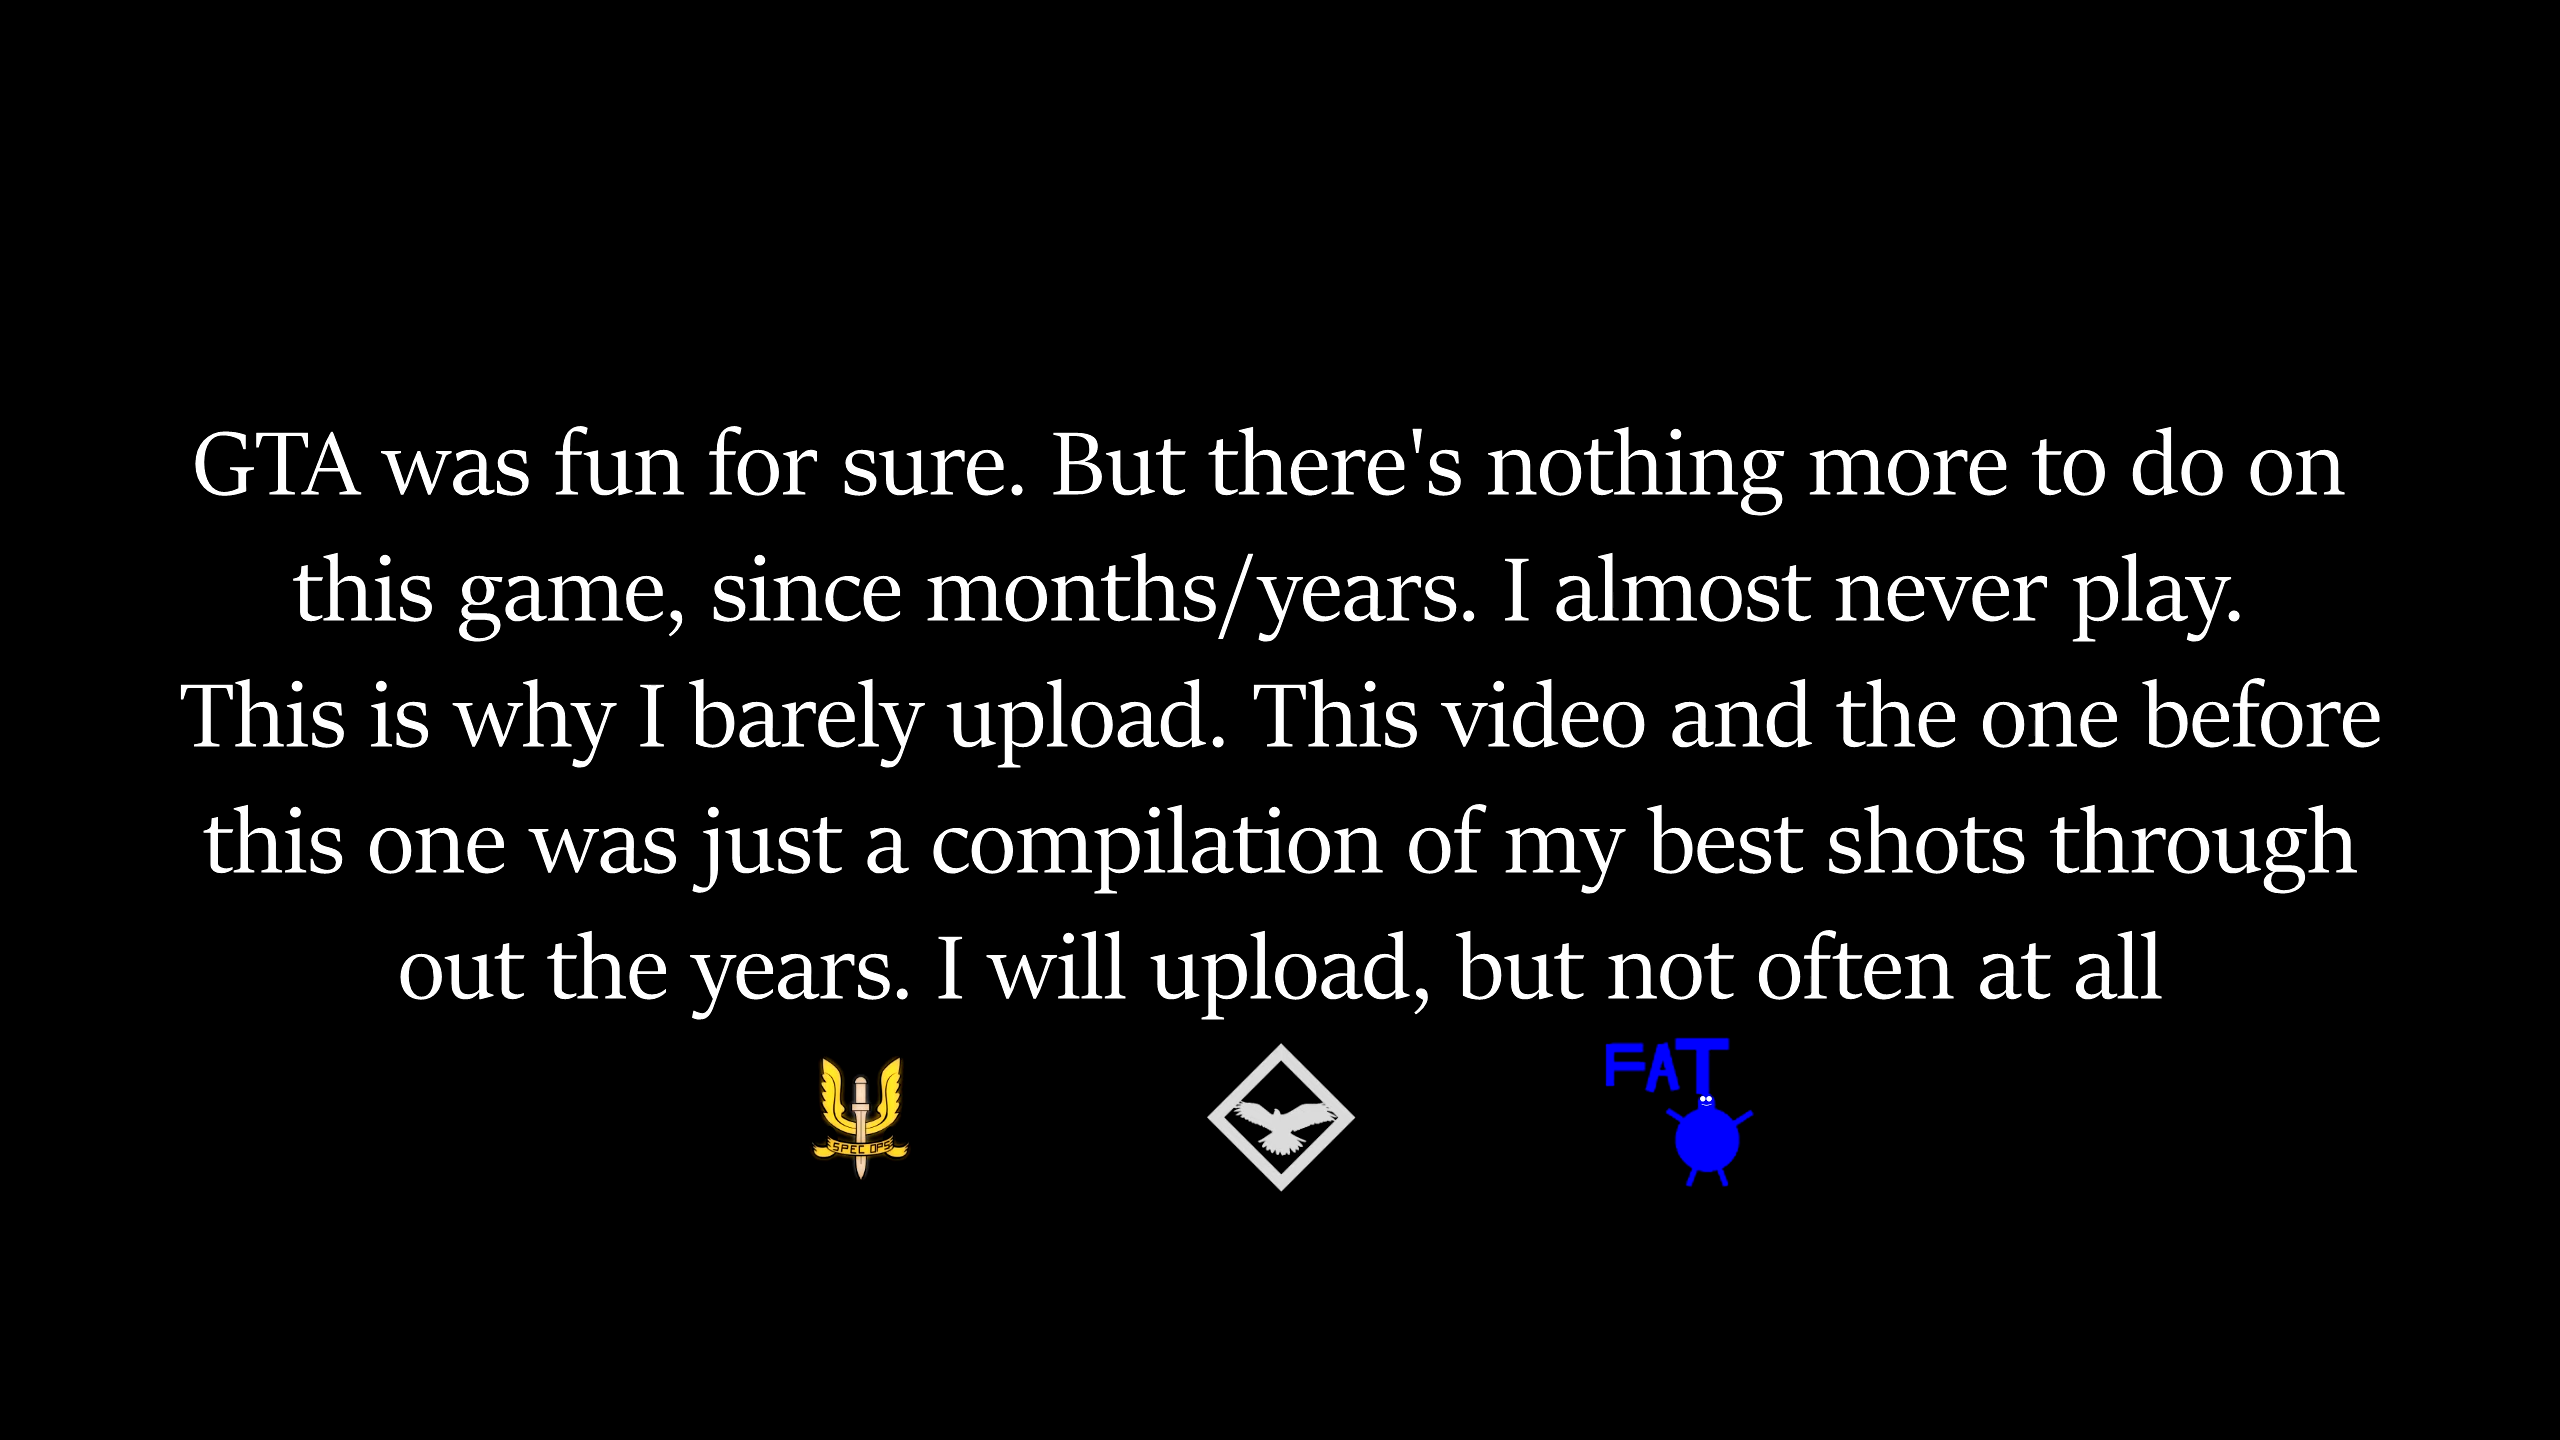 GTA was fun for sure. But there's nothing more to do on
this game, since months/years. I almost never play.
This is why I barely upload. This video and the one before
this one was just a compilation of my best shots through
out the years. I will upload, but not often at all
SPEC OPS
FAT